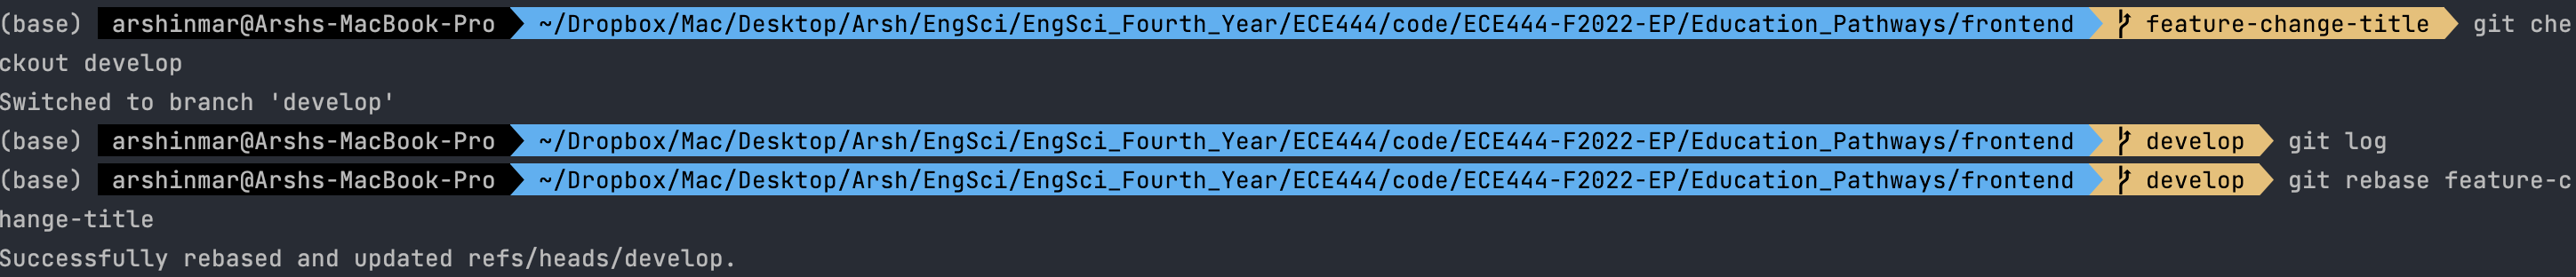 (base) arshinmar@Arshs-MacBook-Pro ~/Dropbox/Mac/Desktop/Arsh/EngSci/EngSci_Fourth_Year/ECE444/code/ECE444-F2022-EP/Education_Pathways/frontend feature-change-title git che
ckout develop
Switched to branch 'develop'
(base) arshinmar@Arshs-MacBook-Pro ~/Dropbox/Mac/Desktop/Arsh/EngSci/EngSci_Fourth_Year/ECE444/code/ECE444-F2022-EP/Education_Pathways/frontend develop git log
(base) arshinmar@Arshs-MacBook-Pro ~/Dropbox/Mac/Desktop/Arsh/EngSci/EngSci_Fourth_Year/ECE444/code/ECE444-F2022-EP/Education_Pathways/frontend develop git rebase feature-c
hange-title
Successfully rebased and updated refs/heads/develop.